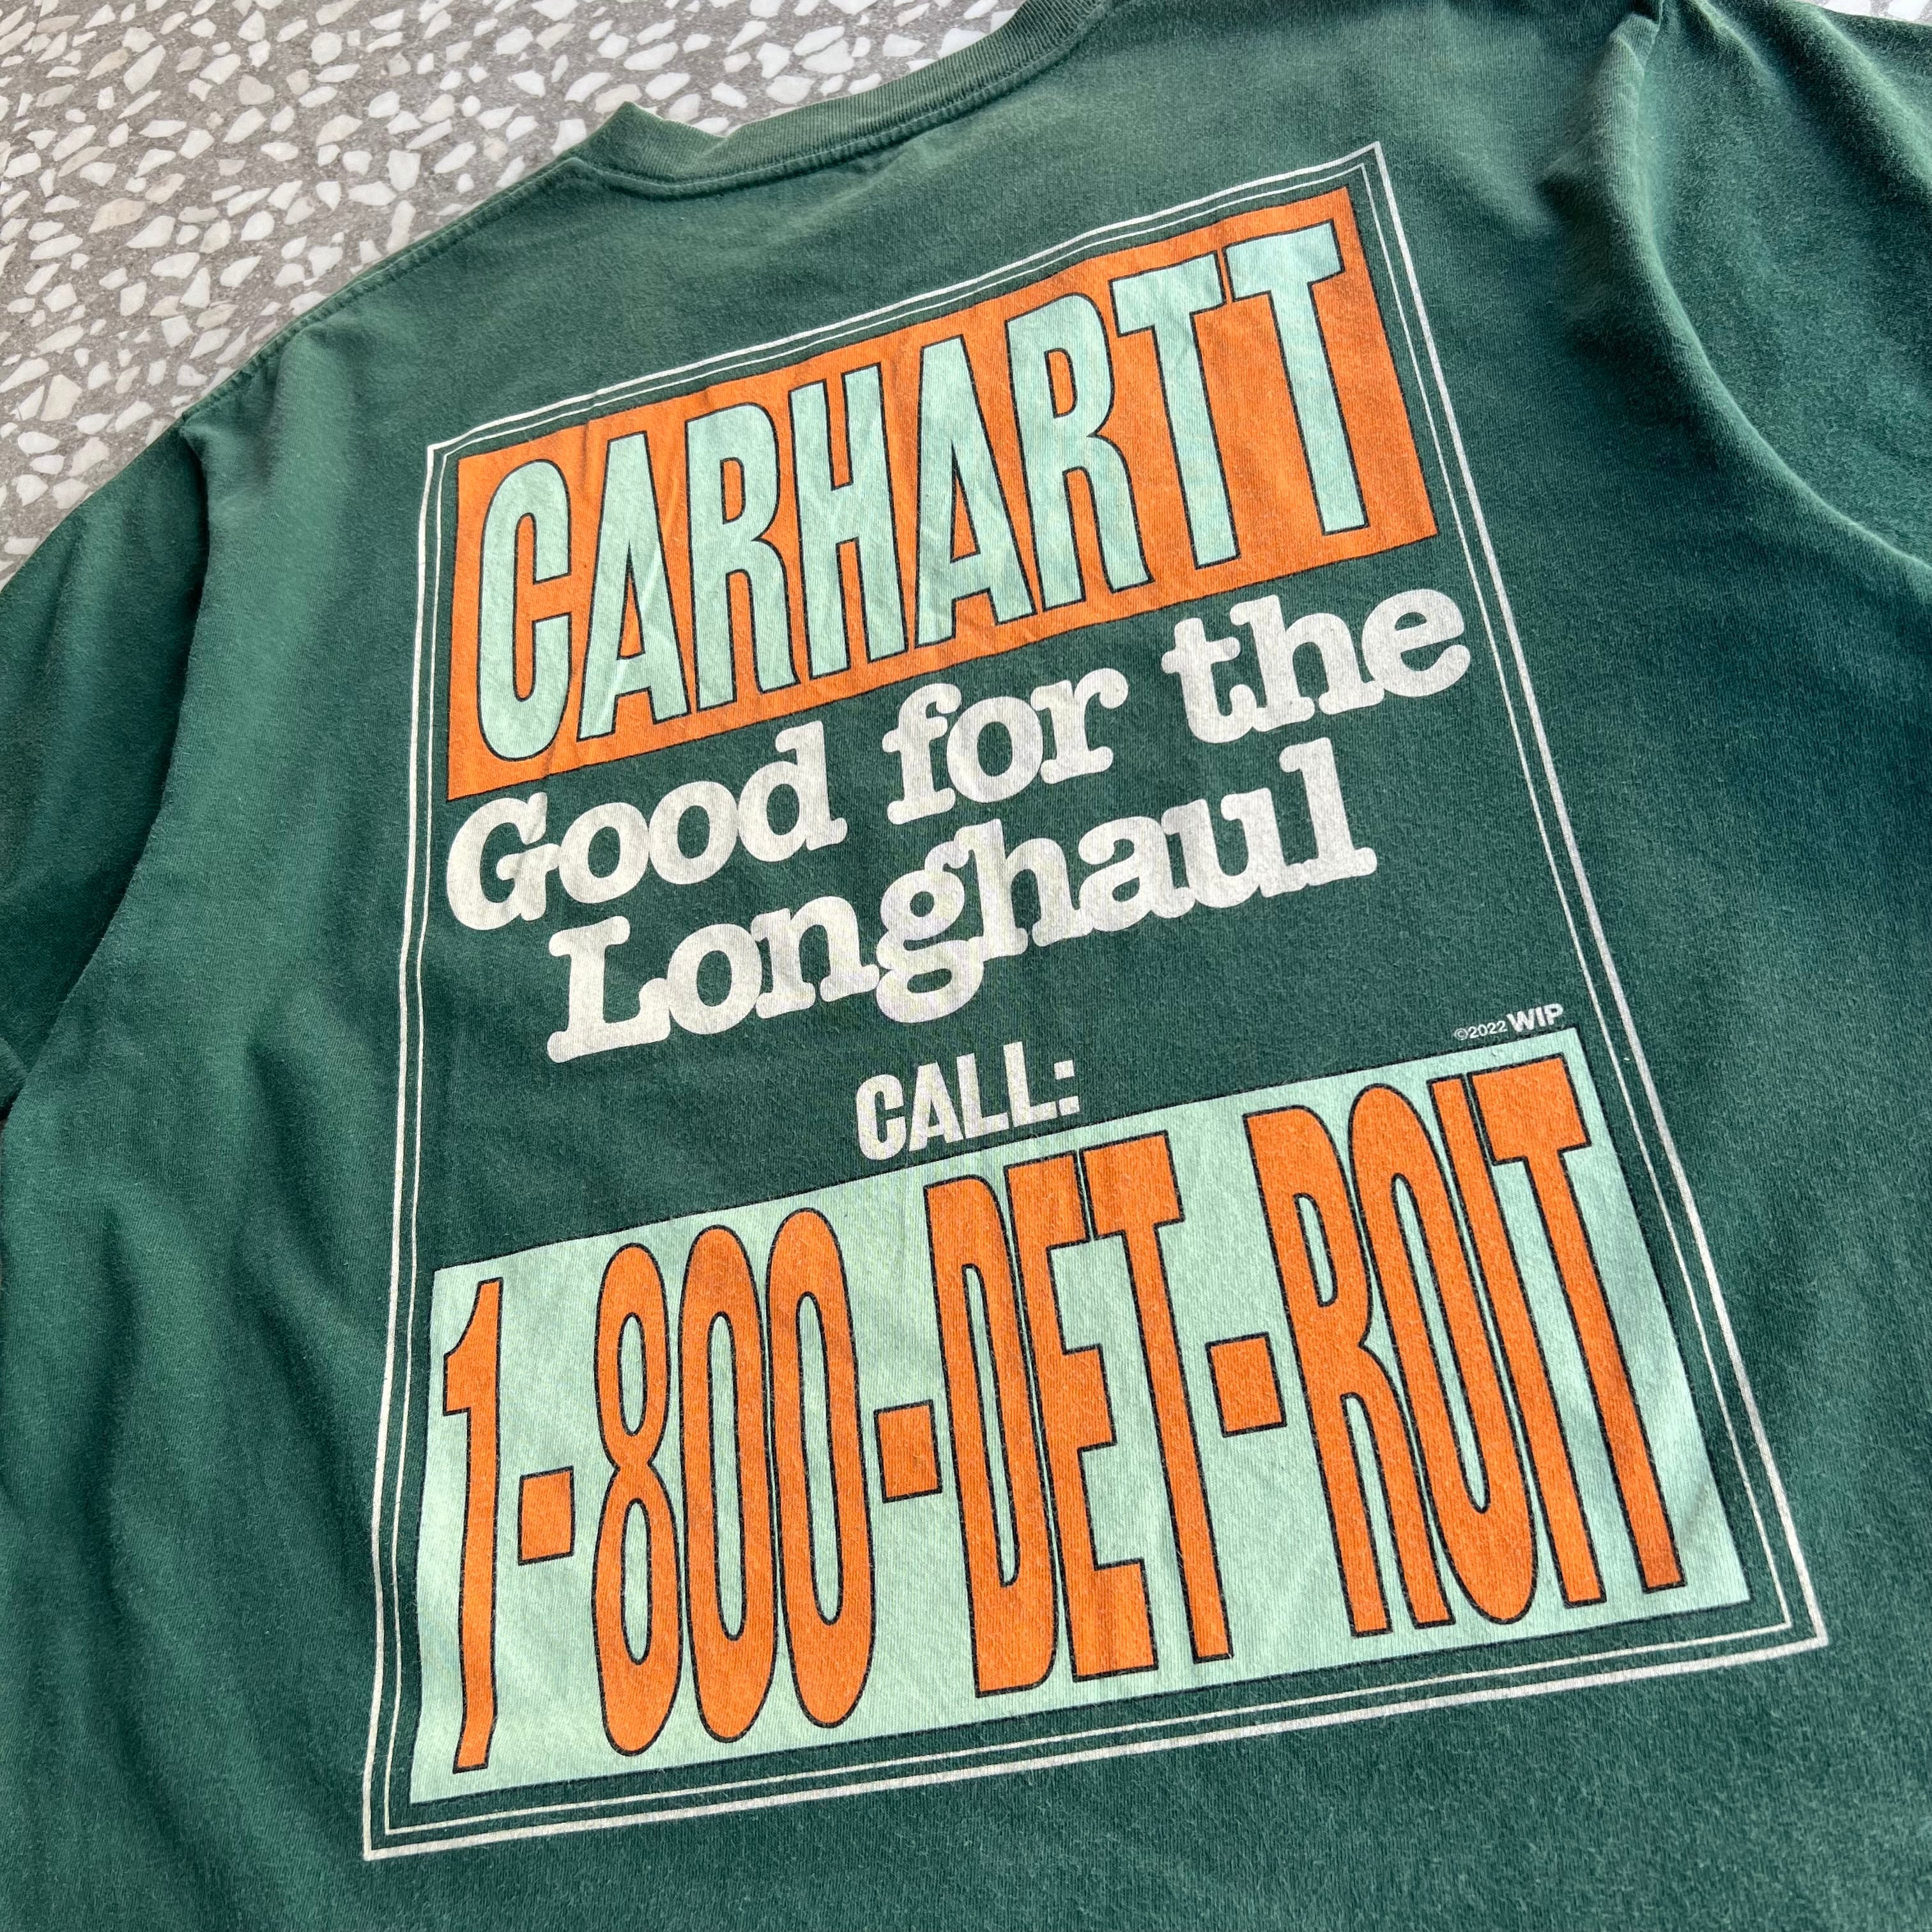 CARHARTT
Good for the
Longhaul
©2022 WIP
CALL:
1-800-DET-ROIT